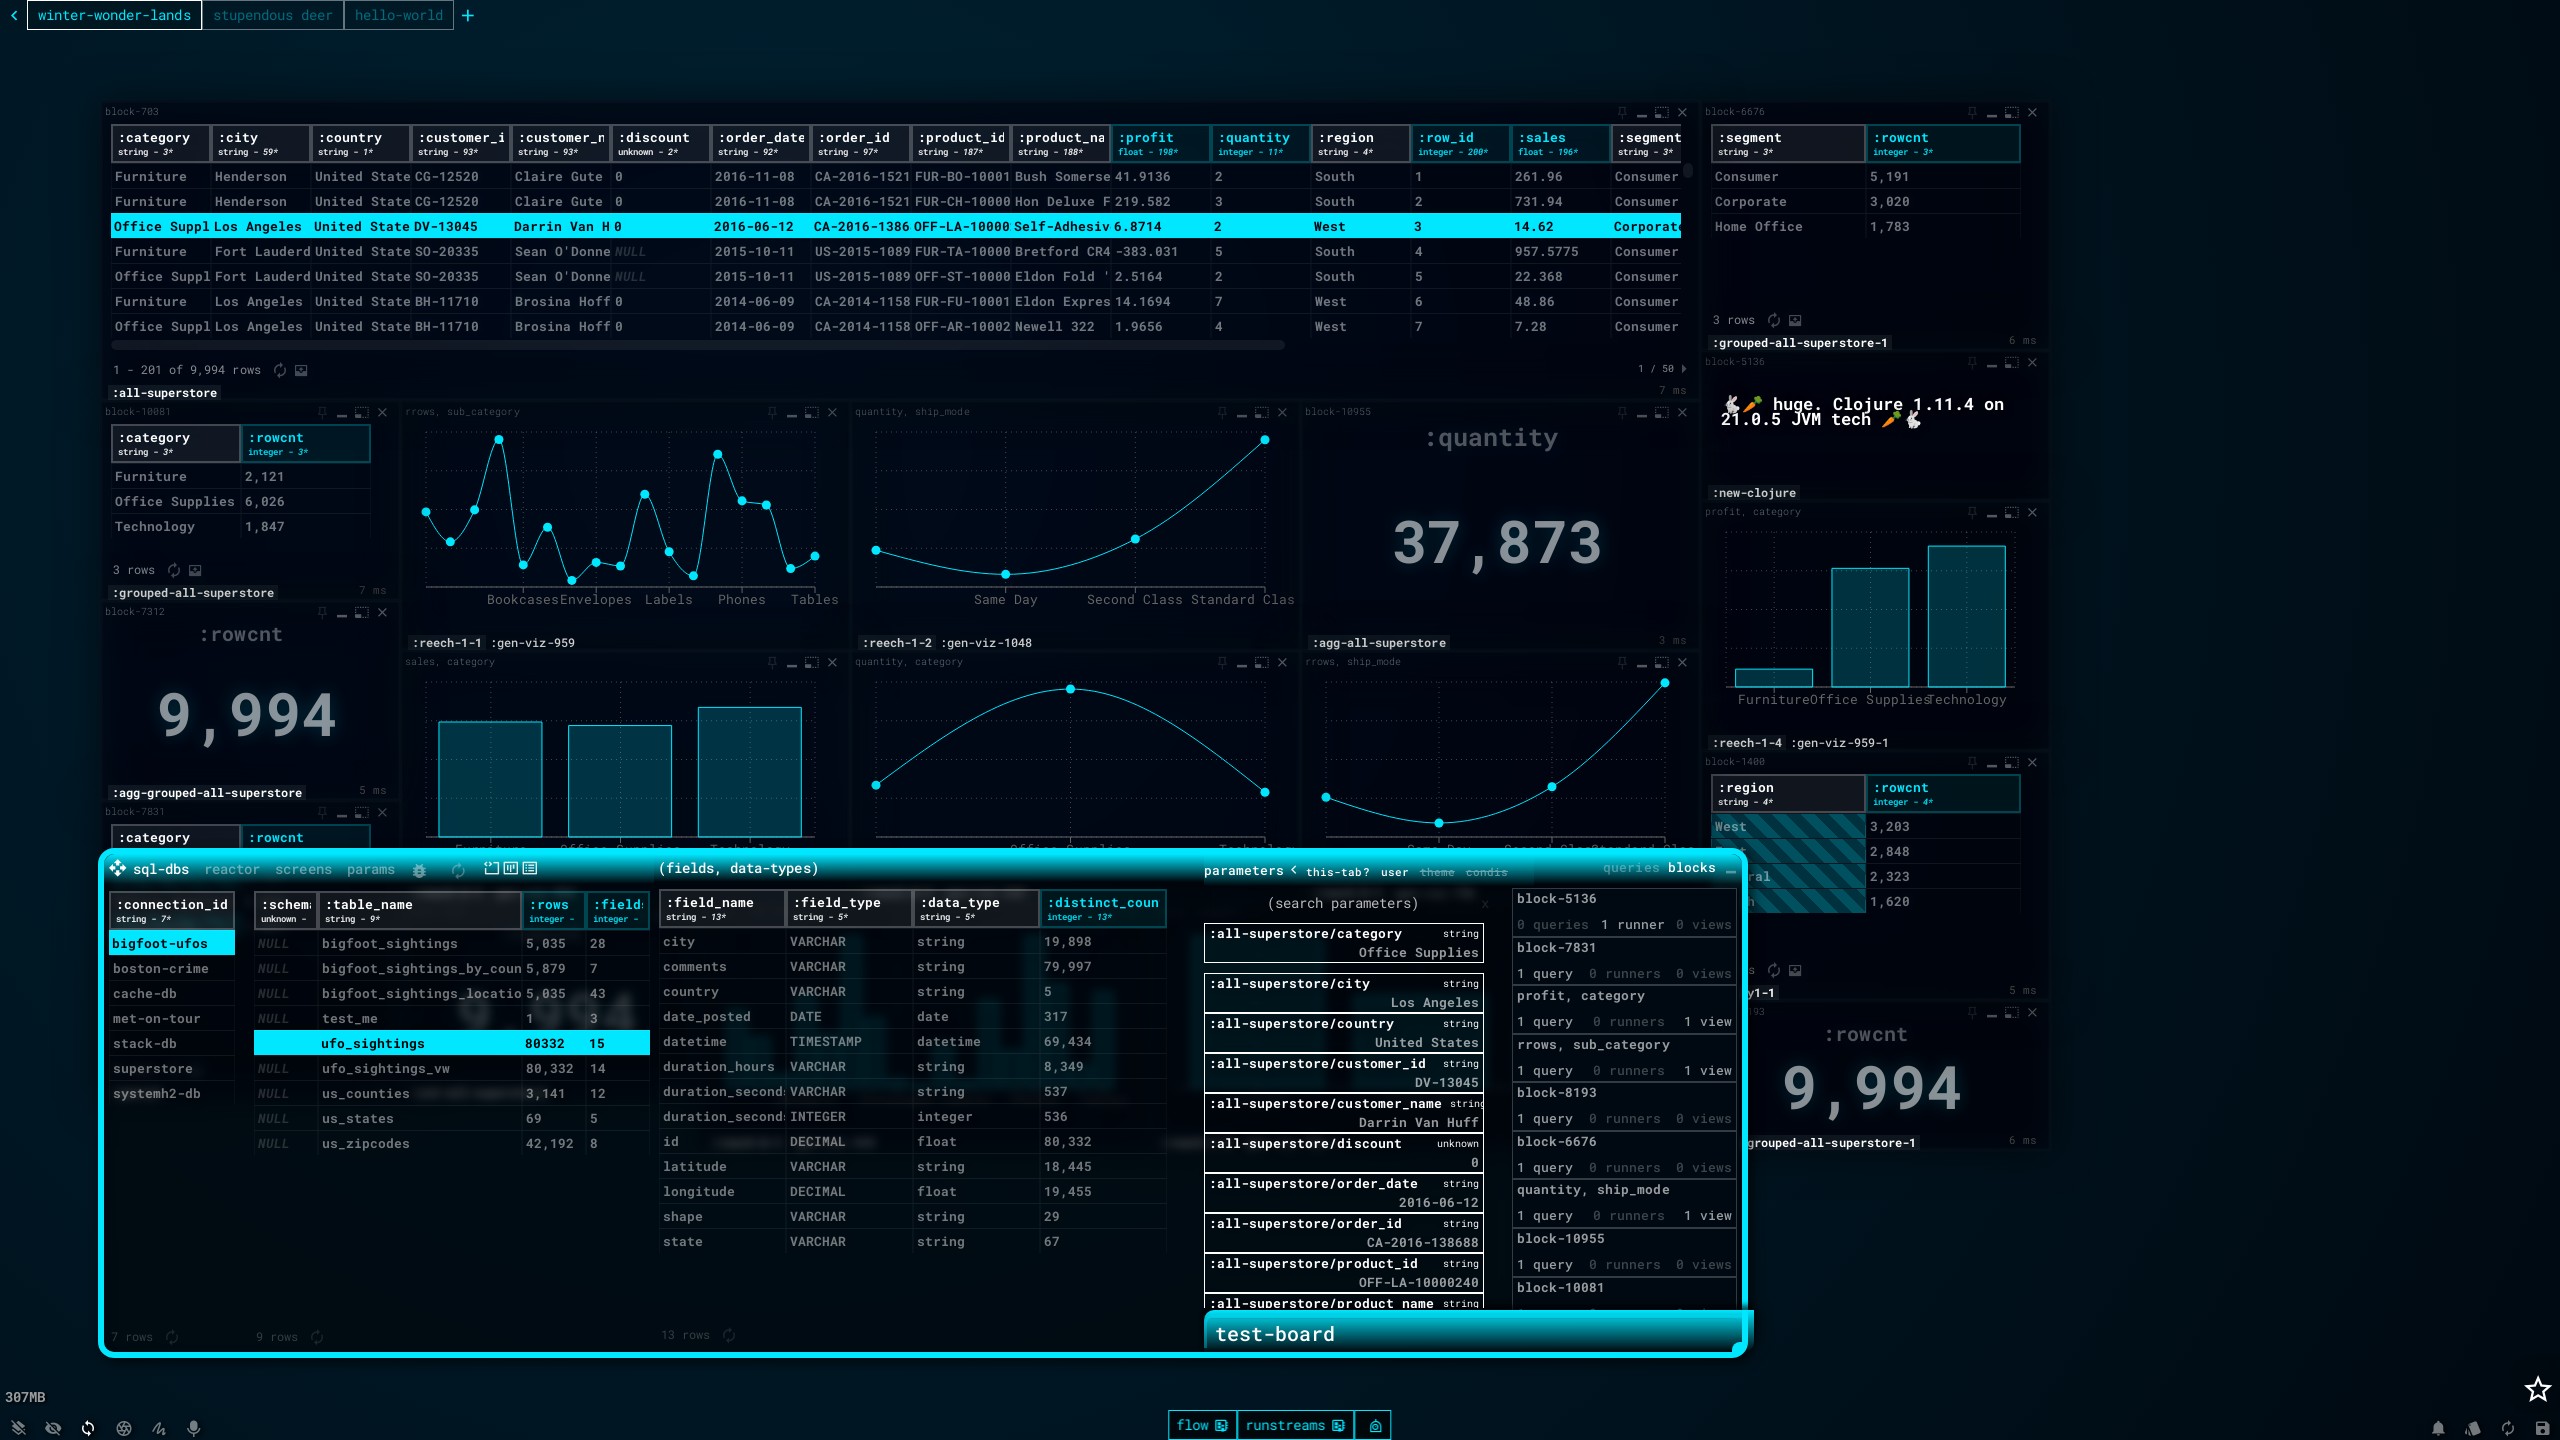 winter-wonder-lands stupendous deer hello-world +
block-703
:category :city :country :customer_i :customer_n :discount :order_date :order_id :product_id :product_na :profit :quantity :region :row_id :sales :segment
string - 3* string - 59* string - 1* string - 93* string - 93* unknown - 2* string - 92* string - 97* string - 187* string - 188* float - 198* integer - 11* string - 4* integer - 200* float - 196* string - 3*
Furniture Henderson United State CG-12520 Claire Gute 0 2016-11-08 CA-2016-1521 FUR-BO-10001 Bush Somerse 41.9136 2 South 1 261.96 Consumer
Furniture Henderson United State CG-12520 Claire Gute 0 2016-11-08 CA-2016-1521 FUR-CH-10000 Hon Deluxe F 219.582 3 South 2 731.94 Consumer
Office Suppl Los Angeles United State DV-13045 Darrin Van H 0 2016-06-12 CA-2016-1386 OFF-LA-10000 Self-Adhesiv 6.8714 2 West 3 14.62 Corporate
Furniture Fort Lauderd United State SO-20335 Sean O'Donne NULL 2015-10-11 US-2015-1089 FUR-TA-10000 Bretford CR4 -383.031 5 South 4 957.5775 Consumer
Office Suppl Fort Lauderd United State SO-20335 Sean O'Donne NULL 2015-10-11 US-2015-1089 OFF-ST-10000 Eldon Fold ' 2.5164 2 South 5 22.368 Consumer
Furniture Los Angeles United State BH-11710 Brosina Hoff 0 2014-06-09 CA-2014-1158 FUR-FU-10001 Eldon Expres 14.1694 7 West 6 48.86 Consumer
Office Suppl Los Angeles United State BH-11710 Brosina Hoff 0 2014-06-09 CA-2014-1158 OFF-AR-10002 Newell 322 1.9656 4 West 7 7.28 Consumer
1 - 201 of 9,994 rows 1 / 50
:all-superstore 7 ms
block-6676
:segment :rowcnt
string - 3* integer - 3*
Consumer 5,191
Corporate 3,020
Home Office 1,783
3 rows
:grouped-all-superstore-1 6 ms
block-5136
🐇🥕 huge. Clojure 1.11.4 on
21.0.5 JVM tech 🥕🐇
:new-clojure
block-10081
:category :rowcnt
string - 3* integer - 3*
Furniture 2,121
Office Supplies 6,026
Technology 1,847
3 rows
:grouped-all-superstore 7 ms
rrows, sub_category
Bookcases Envelopes Labels Phones Tables
:reech-1-1 :gen-viz-959
quantity, ship_mode
Same Day Second Class Standard Clas
:reech-1-2 :gen-viz-1048
block-10955
:quantity
37,873
:agg-all-superstore 3 ms
profit, category
Furniture Office Supplies Technology
:reech-1-4 :gen-viz-959-1
block-7312
:rowcnt
9,994
:agg-grouped-all-superstore 5 ms
sales, category
quantity, category
rrows, ship_mode
block-1400
:region :rowcnt
string - 4* integer - 4*
West 3,203
2,848
ral 2,323
1,620
5 ms
block-7831
:category :rowcnt
sql-dbs reactor screens params
:connection_id
string - 7*
bigfoot-ufos
boston-crime
cache-db
met-on-tour
stack-db
superstore
systemh2-db
7 rows
:schema :table_name :rows :fields
unknown - string - 9* integer - integer -
NULL bigfoot_sightings 5,035 28
NULL bigfoot_sightings_by_coun 5,879 7
NULL bigfoot_sightings_locatio 5,035 43
NULL test_me 1 3
ufo_sightings 80332 15
NULL ufo_sightings_vw 80,332 14
NULL us_counties 3,141 12
NULL us_states 69 5
NULL us_zipcodes 42,192 8
9 rows
(fields, data-types)
:field_name :field_type :data_type :distinct_coun
string - 13* string - 5* string - 5* integer - 13*
city VARCHAR string 19,898
comments VARCHAR string 79,997
country VARCHAR string 5
date_posted DATE date 317
datetime TIMESTAMP datetime 69,434
duration_hours VARCHAR string 8,349
duration_second VARCHAR string 537
duration_second INTEGER integer 536
id DECIMAL float 80,332
latitude VARCHAR string 18,445
longitude DECIMAL float 19,455
shape VARCHAR string 29
state VARCHAR string 67
13 rows
parameters < this-tab? user theme condis
(search parameters) x
:all-superstore/category string
Office Supplies
:all-superstore/city string
Los Angeles
:all-superstore/country string
United States
:all-superstore/customer_id string
DV-13045
:all-superstore/customer_name string
Darrin Van Huff
:all-superstore/discount unknown
0
:all-superstore/order_date string
2016-06-12
:all-superstore/order_id string
CA-2016-138688
:all-superstore/product_id string
OFF-LA-10000240
:all-superstore/product_name string
queries blocks
block-5136
0 queries 1 runner 0 views
block-7831
1 query 0 runners 0 views
profit, category
1 query 0 runners 1 view
rrows, sub_category
1 query 0 runners 1 view
block-8193
1 query 0 runners 0 views
block-6676
1 query 0 runners 0 views
quantity, ship_mode
1 query 0 runners 1 view
block-10955
1 query 0 runners 0 views
block-10081
test-board
:rowcnt
9,994
grouped-all-superstore-1 6 ms
307MB
flow runstreams